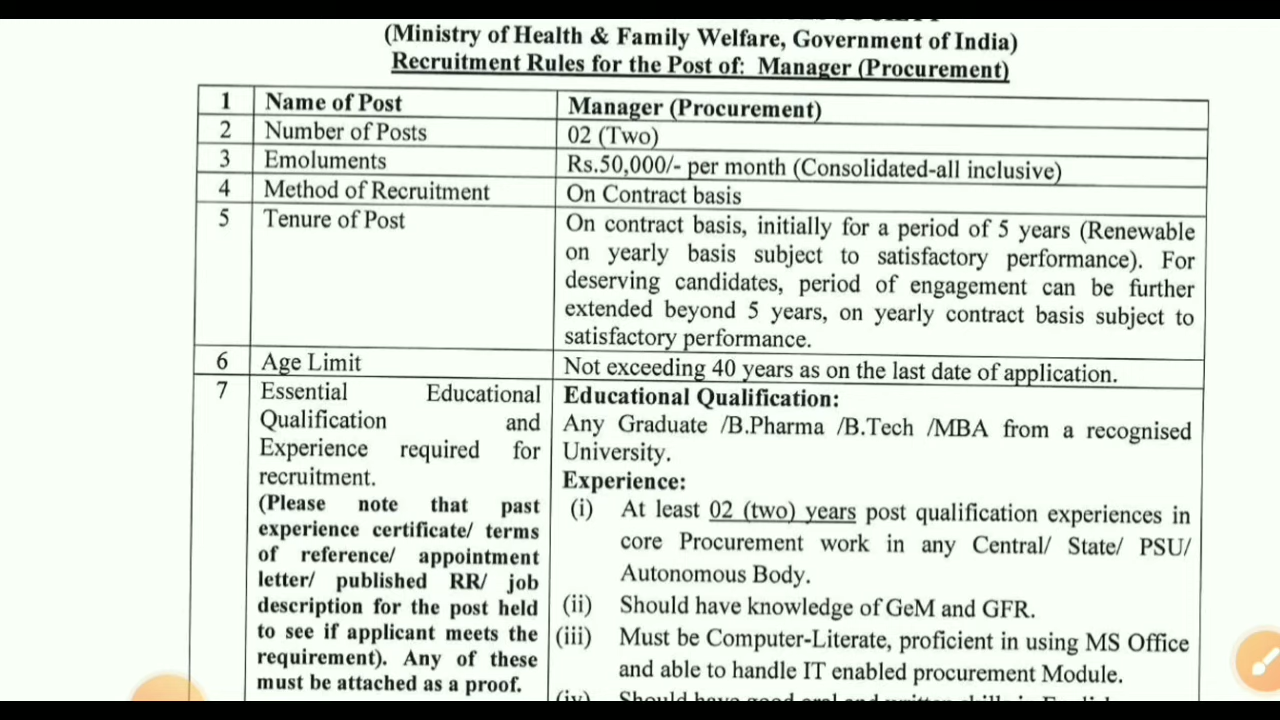 (Ministry of Health & Family Welfare, Government of India)
Recruitment Rules for the Post of: Manager (Procurement)
1 Name of Post Manager (Procurement)
2 Number of Posts 02 (Two)
3 Emoluments Rs.50,000/- per month (Consolidated-all inclusive)
4 Method of Recruitment On Contract basis
5 Tenure of Post On contract basis, initially for a period of 5 years (Renewable
on yearly basis subject to satisfactory performance). For
deserving candidates, period of engagement can be further
extended beyond 5 years, on yearly contract basis subject to
satisfactory performance.
6 Age Limit Not exceeding 40 years as on the last date of application.
7 Essential Educational
Qualification and
Experience required for
recruitment.
(Please note that past
experience certificate/ terms
of reference/ appointment
letter/ published RR/ job
description for the post held
to see if applicant meets the
requirement). Any of these
must be attached as a proof.
Educational Qualification:
Any Graduate /B.Pharma /B.Tech /MBA from a recognised
University.
Experience:
(i) At least 02 (two) years post qualification experiences in
core Procurement work in any Central/ State/ PSU/
Autonomous Body.
(ii) Should have knowledge of GeM and GFR.
(iii) Must be Computer-Literate, proficient in using MS Office
and able to handle IT enabled procurement Module.
(iv) Should have good oral and written skills in English